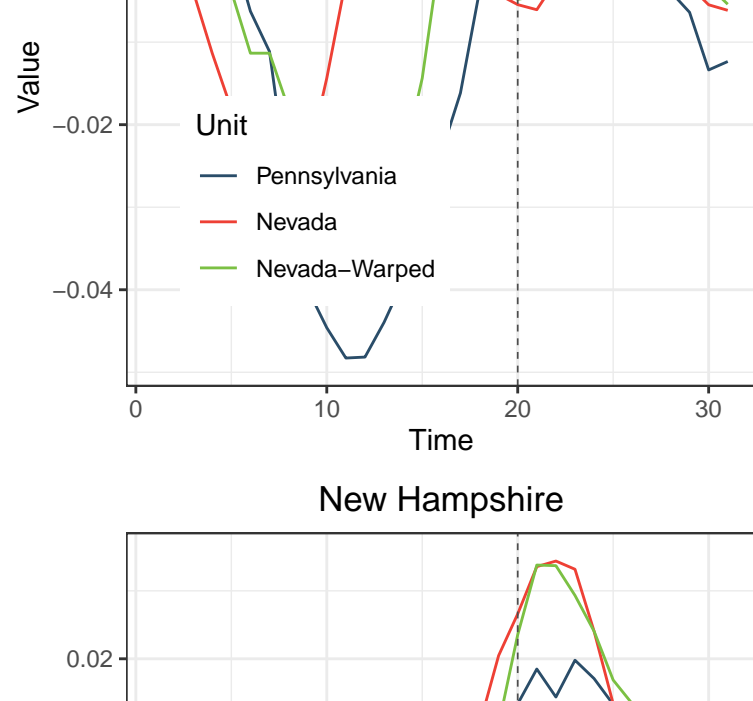 Value
Unit
−0.02
Pennsylvania
Nevada
Nevada−Warped
−0.04
0 10 20 30
Time
New Hampshire
0.02